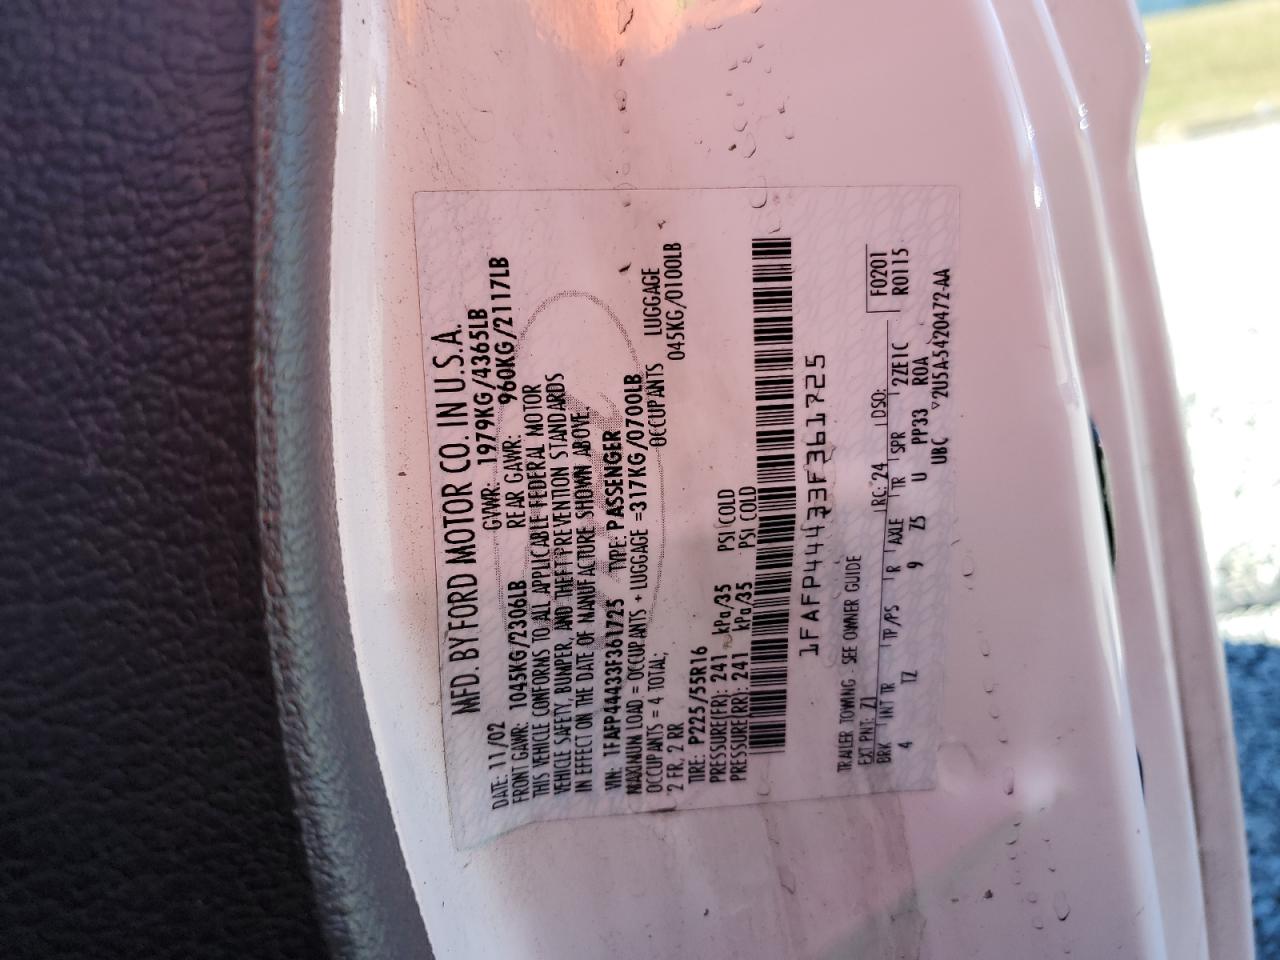 MFD. BY FORD MOTOR CO. IN U.S.A.
DATE: 11/02 GVWR: 1979KG/4365LB
FRONT GAWR: 1045KG/2306LB REAR GAWR: 960KG/2117LB
THIS VEHICLE CONFORMS TO ALL APPLICABLE FEDERAL MOTOR
VEHICLE SAFETY, BUMPER, AND THEFT PREVENTION STANDARDS
IN EFFECT ON THE DATE OF MANUFACTURE SHOWN ABOVE.
VIN: 1FAFP44433F361725 TYPE: PASSENGER
MAXIMUM LOAD = OCCUPANTS + LUGGAGE =317KG/0700LB
OCCUPANTS = 4 TOTAL; OCCUPANTS LUGGAGE
2 FR, 2 RR 045KG/0100LB
TIRE: P225/55R16
PRESSURE(FR): 241 kPa/35 PSI COLD
PRESSURE(RR): 241 kPa/35 PSI COLD
1FAFP44433F361725
TRAILER TOWING - SEE OWNER GUIDE
EXT PNT: Z1 RC: 24 DSO: F0201
BRK INT TR TP/PS R AXLE TR SPR 2ZE1C R0115
4 TZ 9 Z5 U PP33 ROA
UBC ▽2U5A5420472-AA